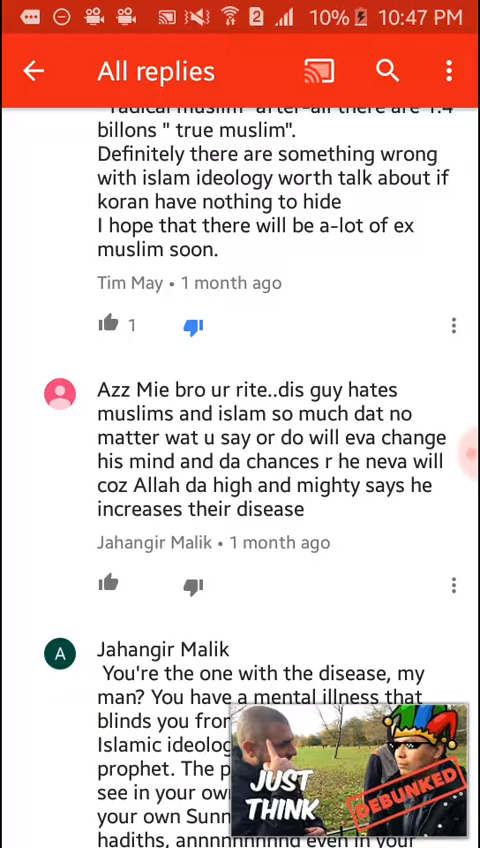 2 10% 10:47 PM
All replies
"radical muslim" after-all there are 1.4
billons " true muslim".
Definitely there are something wrong
with islam ideology worth talk about if
koran have nothing to hide
I hope that there will be a-lot of ex
muslim soon.
Tim May • 1 month ago
1
Azz Mie bro ur rite..dis guy hates
muslims and islam so much dat no
matter wat u say or do will eva change
his mind and da chances r he neva will
coz Allah da high and mighty says he
increases their disease
Jahangir Malik • 1 month ago
A
Jahangir Malik
You're the one with the disease, my
man? You have a mental illness that
blinds you
Islamic
prophet. The
see in your
your own
hadiths, annnnnnnnd even in your
JUST
THINK
DEBUNKED